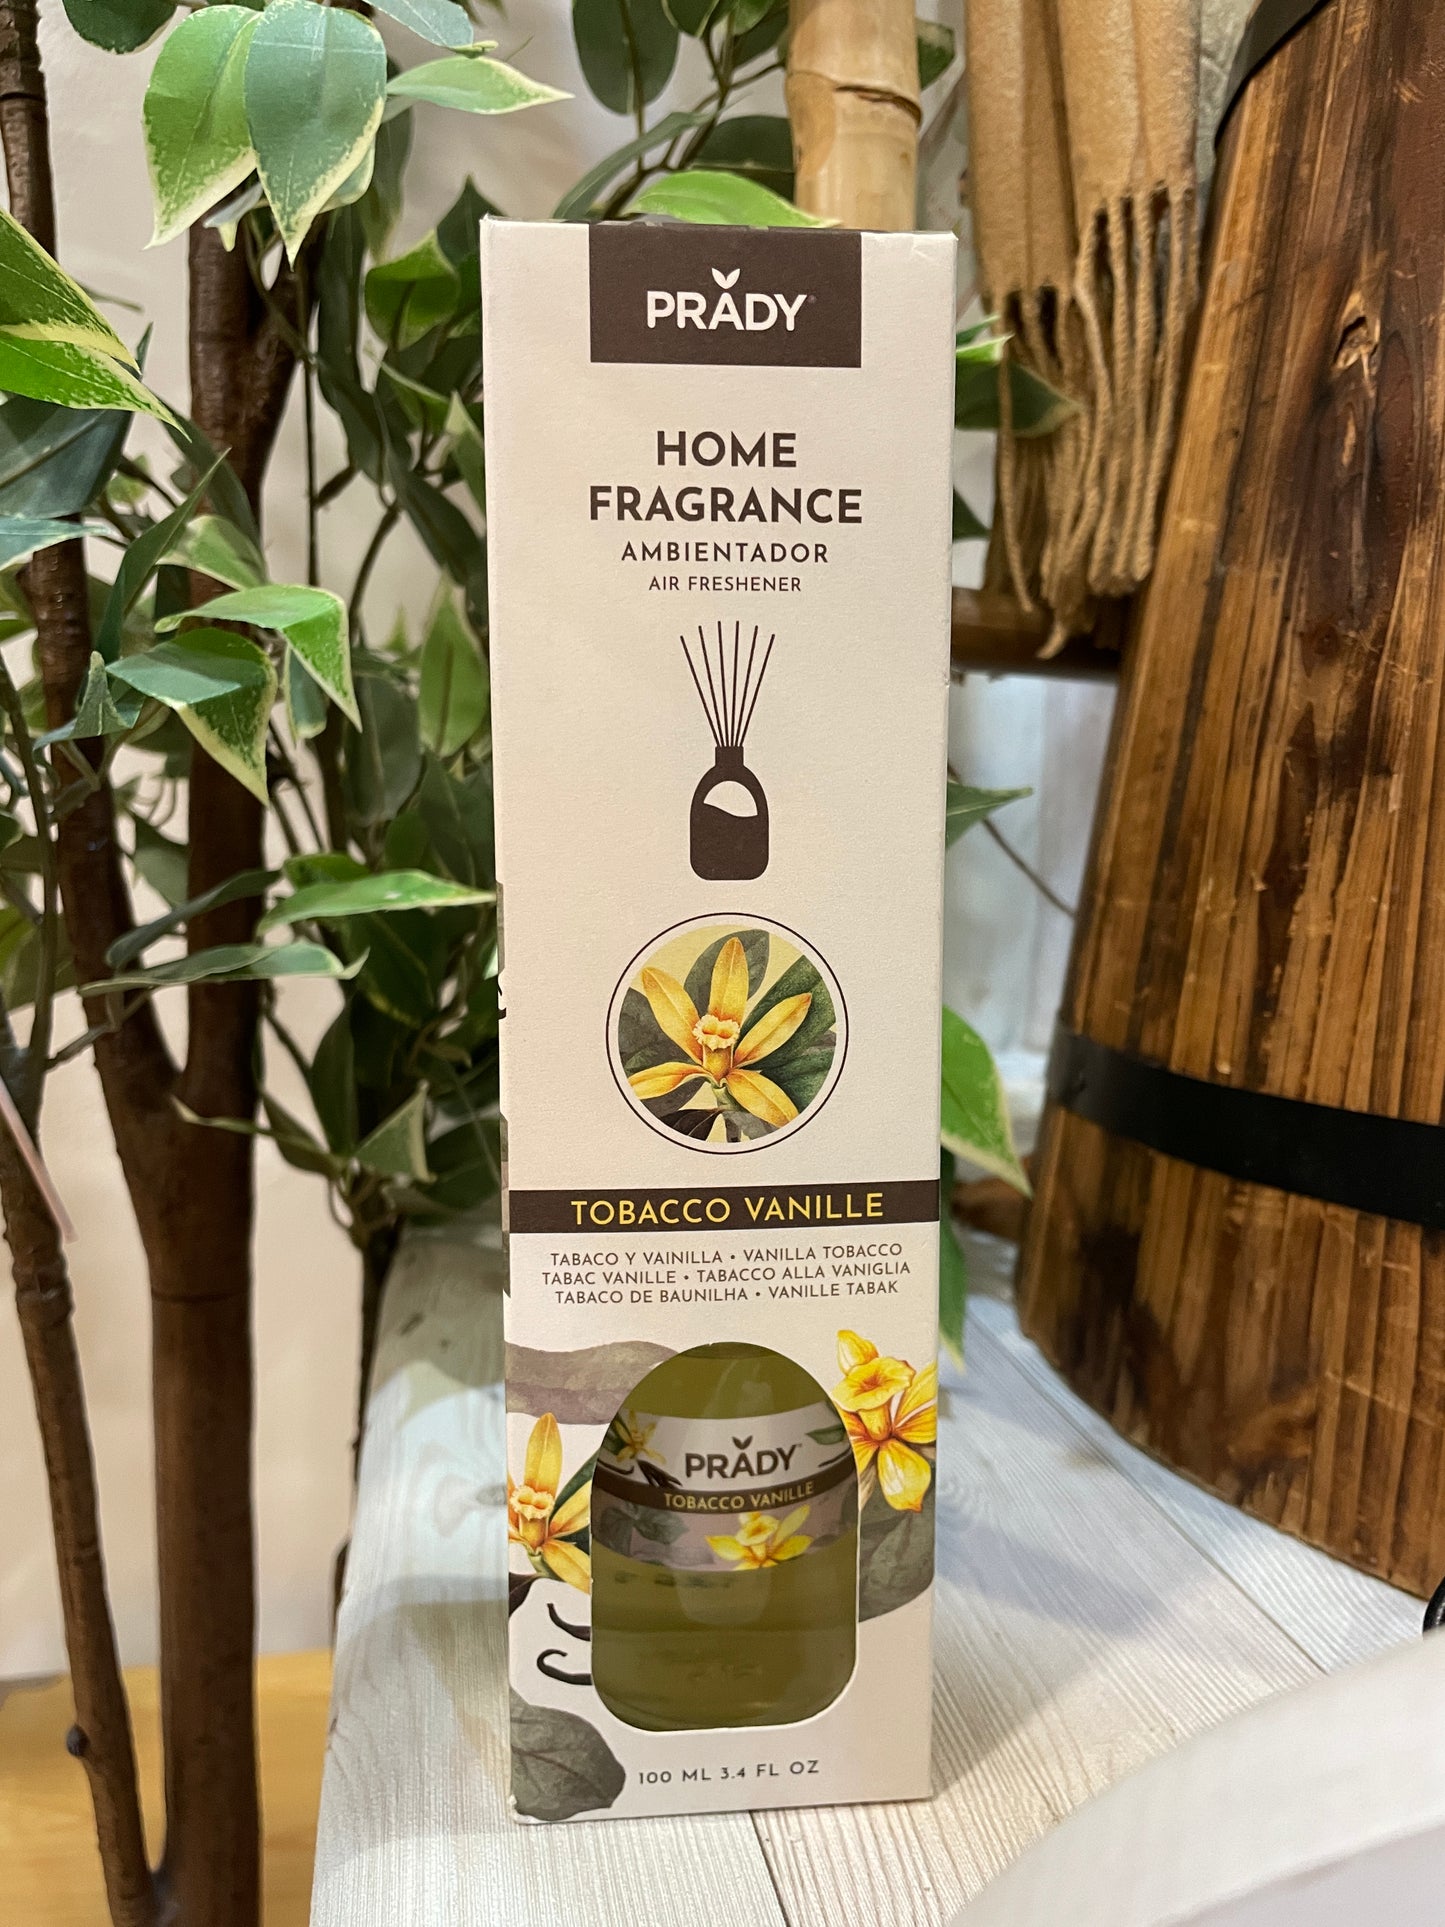 PRADY
HOME
FRAGRANCE
AMBIENTADOR
AIR FRESHENER
TOBACCO VANILLE
TABACO Y VAINILLA • VANILLA TOBACCO
TABAC VANILLE • TABACCO ALLA VANIGLIA
TABACO DE BAUNILHA • VANILLE TABAK
PRADY
TOBACCO VANILLE
100 ML 3.4 FL OZ